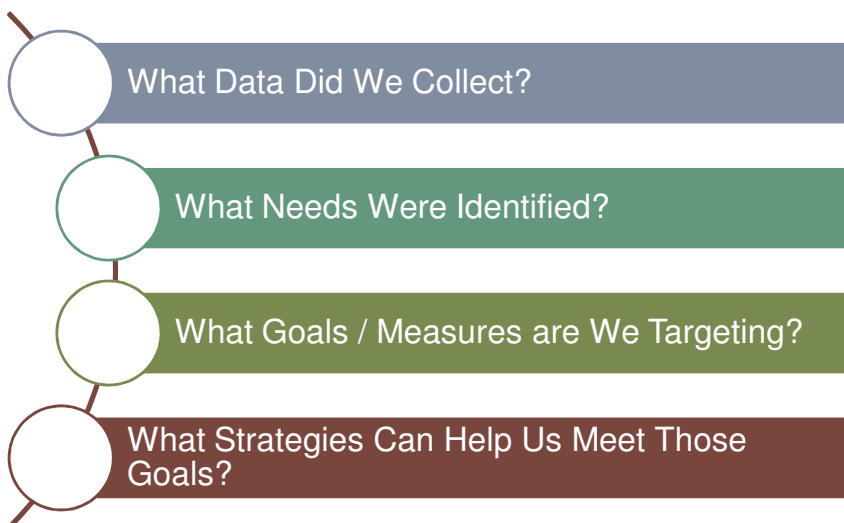 What Data Did We Collect?
What Needs Were Identified?
What Goals / Measures are We Targeting?
What Strategies Can Help Us Meet Those
Goals?